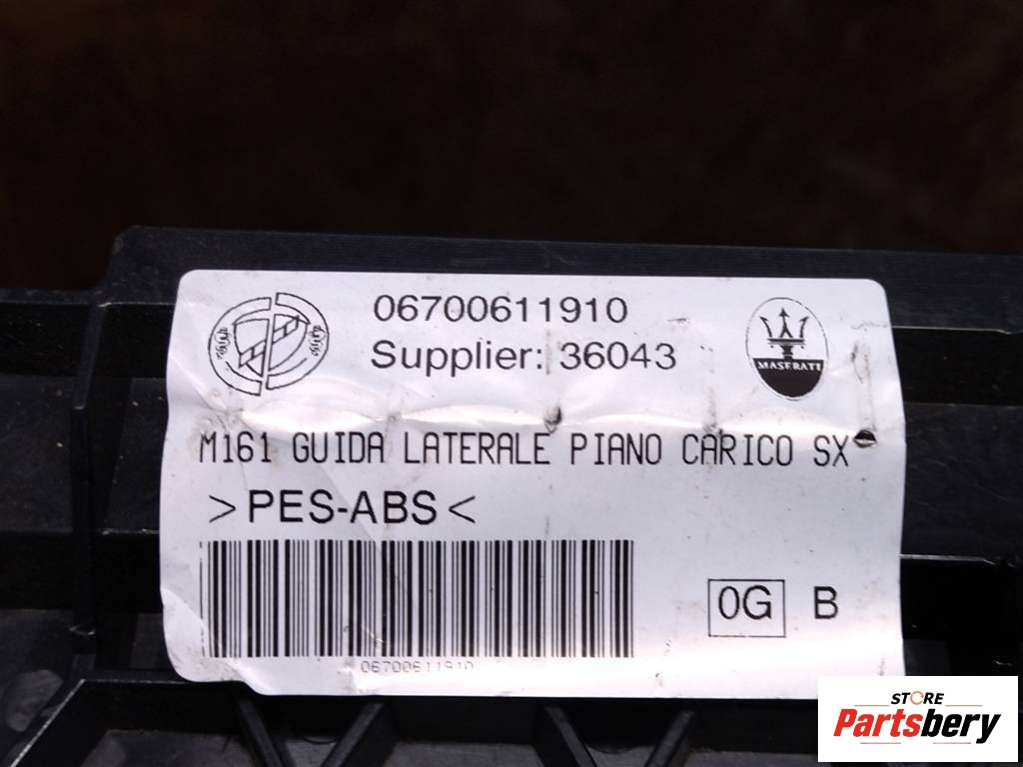 06700611910
Supplier: 36043
MASERATI
M161 GUIDA LATERALE PIANO CARICO SX
>PES-ABS<
0G B
06700611910
STORE
Partsbery